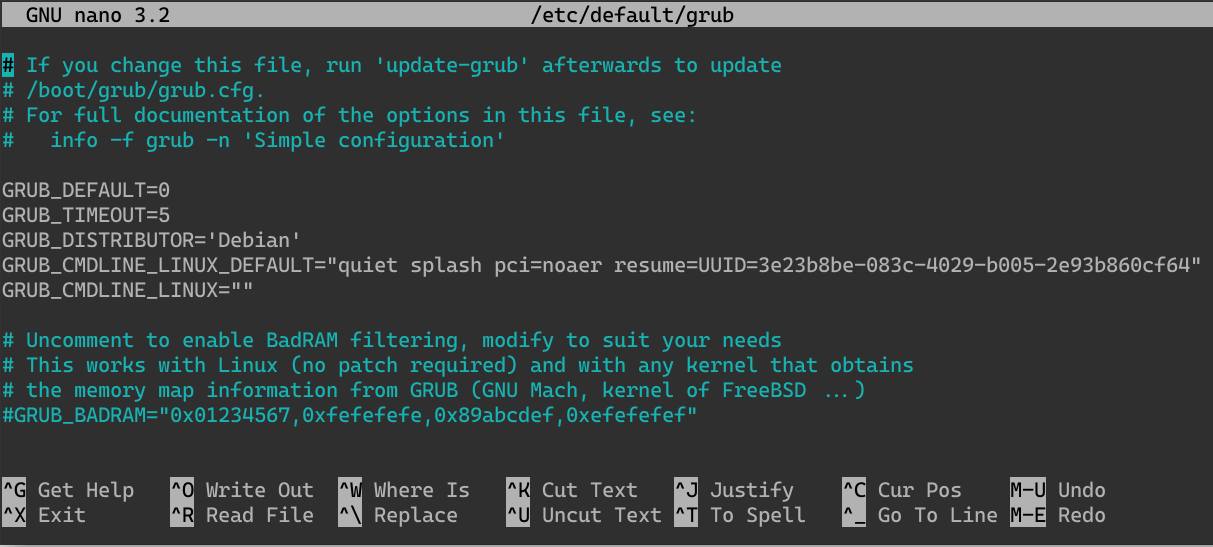 GNU nano 3.2 /etc/default/grub
# If you change this file, run 'update-grub' afterwards to update
# /boot/grub/grub.cfg.
# For full documentation of the options in this file, see:
#   info -f grub -n 'Simple configuration'
GRUB_DEFAULT=0
GRUB_TIMEOUT=5
GRUB_DISTRIBUTOR='Debian'
GRUB_CMDLINE_LINUX_DEFAULT="quiet splash pci=noaer resume=UUID=3e23b8be-083c-4029-b005-2e93b860cf64"
GRUB_CMDLINE_LINUX=""
# Uncomment to enable BadRAM filtering, modify to suit your needs
# This works with Linux (no patch required) and with any kernel that obtains
# the memory map information from GRUB (GNU Mach, kernel of FreeBSD ...)
#GRUB_BADRAM="0x01234567,0xfefefefe,0x89abcdef,0xefefefef"
^G Get Help ^O Write Out ^W Where Is ^K Cut Text ^J Justify ^C Cur Pos M-U Undo
^X Exit ^R Read File ^\ Replace ^U Uncut Text ^T To Spell ^_ Go To Line M-E Redo